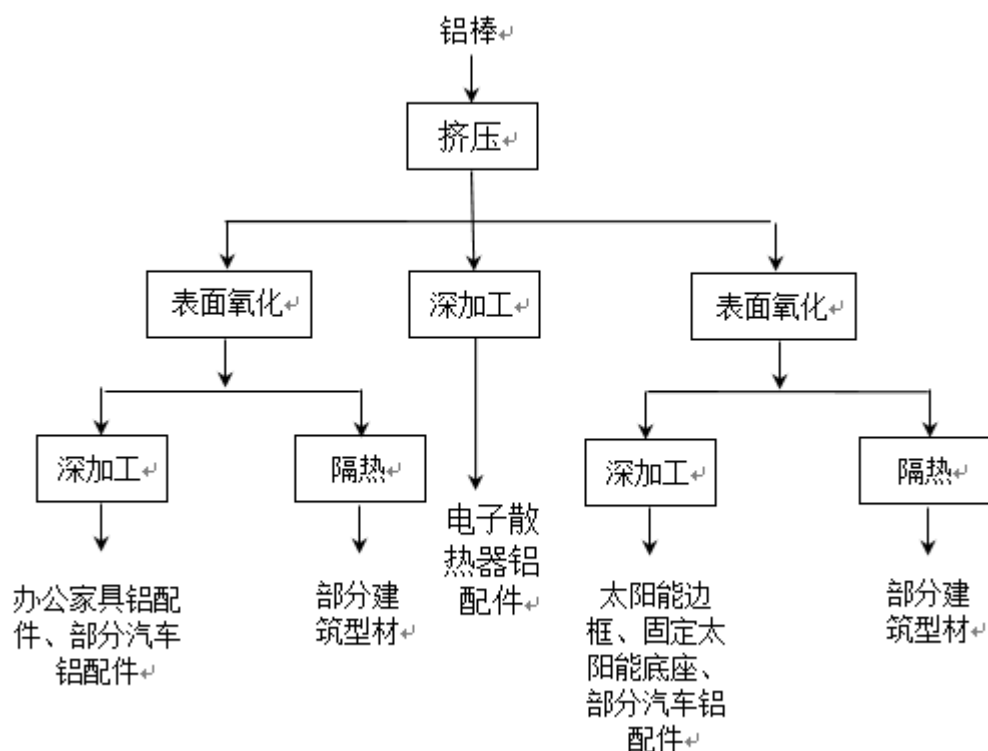 铝棒
挤压
表面氧化
深加工
表面氧化
深加工
隔热
电子散
热器铝
配件
深加工
隔热
办公家具铝配
件、部分汽车
铝配件
部分建
筑型材
太阳能边
框、固定太
阳能底座、
部分汽车铝
配件
部分建
筑型材